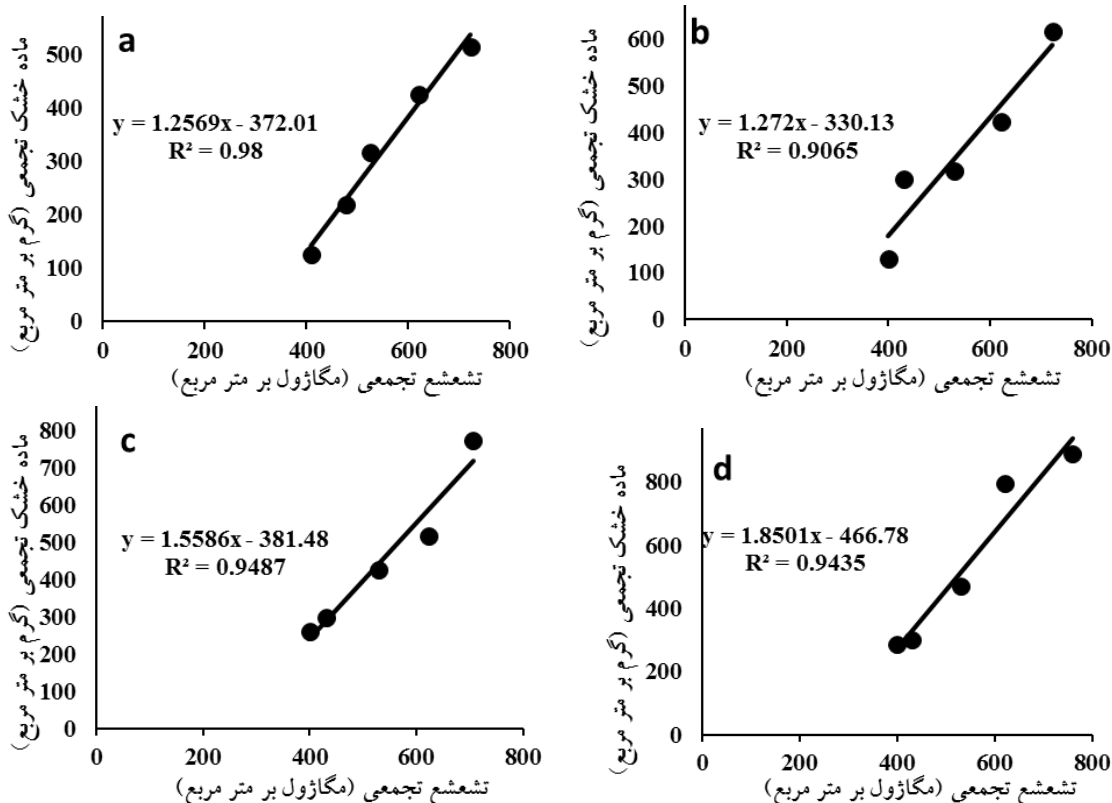 a
ماده خشک تجمعی (گرم بر متر مربع)
500
400
300
200
100
0
y = 1.2569x - 372.01
R² = 0.98
0 200 400 600 800
تشعشع تجمعی (مگاژول بر متر مربع)
b
ماده خشک تجمعی (گرم بر متر مربع)
600
500
400
300
200
100
0
y = 1.272x - 330.13
R² = 0.9065
0 200 400 600 800
تشعشع تجمعی (مگاژول بر متر مربع)
c
ماده خشک تجمعی (گرم بر متر مربع)
800
700
600
500
400
300
200
100
0
y = 1.5586x - 381.48
R² = 0.9487
0 200 400 600 800
تشعشع تجمعی (مگاژول بر متر مربع)
d
ماده خشک تجمعی (گرم بر متر مربع)
800
600
400
200
0
y = 1.8501x - 466.78
R² = 0.9435
0 200 400 600 800
تشعشع تجمعی (مگاژول بر متر مربع)